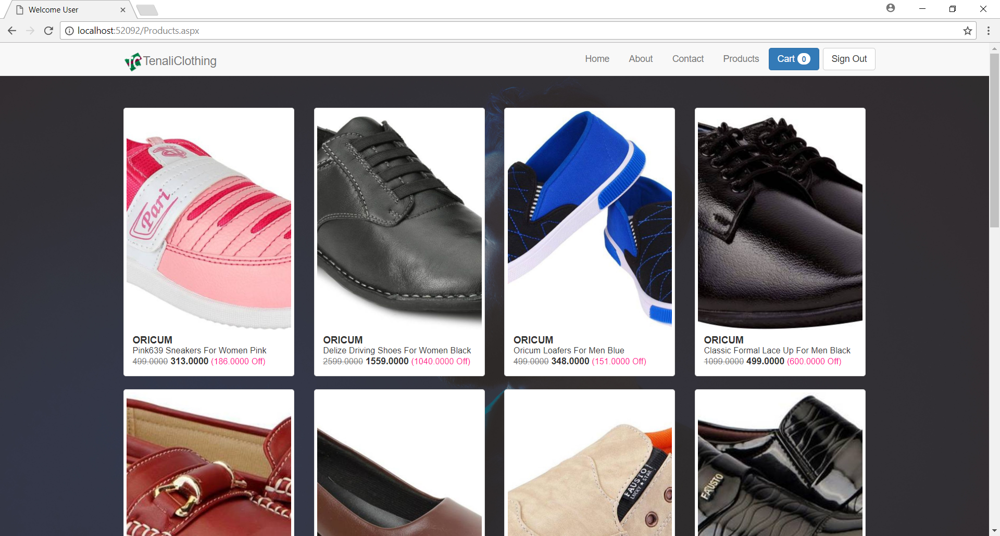 Welcome User
localhost:52092/Products.aspx
TenaliClothing
Home
About
Contact
Products
Cart 0
Sign Out
Pari
ORICUM
Pink639 Sneakers For Women Pink
499.0000 313.0000 (186.0000 Off)
ORICUM
Delize Driving Shoes For Women Black
2599.0000 1559.0000 (1040.0000 Off)
ORICUM
Oricum Loafers For Men Blue
499.0000 348.0000 (151.0000 Off)
ORICUM
Classic Formal Lace Up For Men Black
1099.0000 499.0000 (600.0000 Off)
FAUSTO
LUCKY ★ STAR
FAUSTO